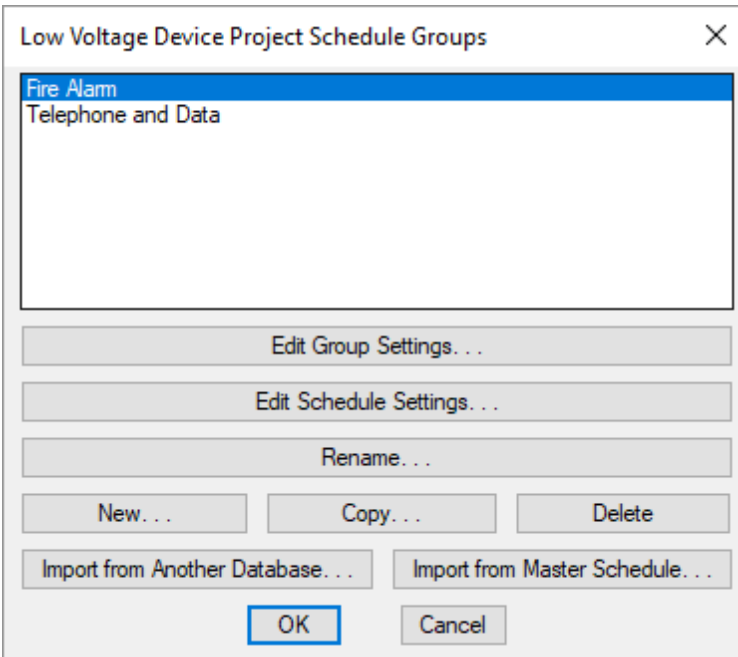 Low Voltage Device Project Schedule Groups
Fire Alarm
Telephone and Data
Edit Group Settings. . .
Edit Schedule Settings. . .
Rename. . .
New. . . Copy. . . Delete
Import from Another Database. . . Import from Master Schedule. . .
OK Cancel